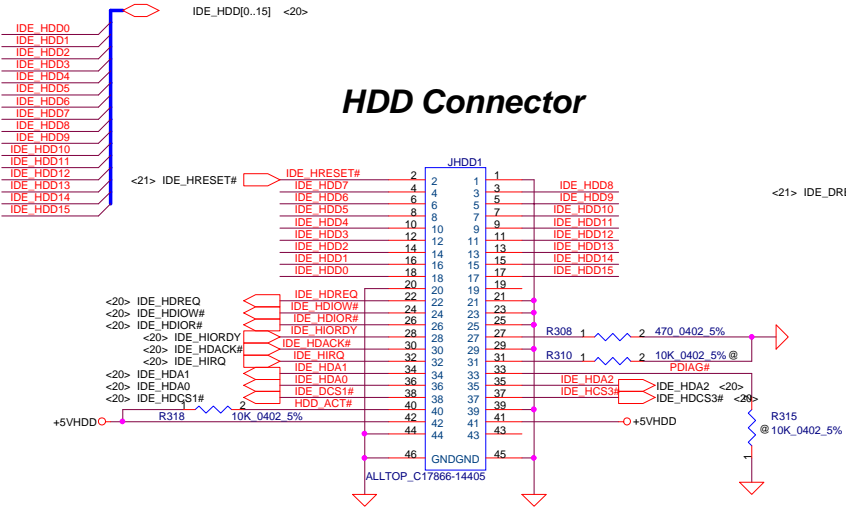 IDE_HDD[0..15] <20>
IDE_HDD0
IDE_HDD1
IDE_HDD2
IDE_HDD3
IDE_HDD4
IDE_HDD5
IDE_HDD6
IDE_HDD7
IDE_HDD8
IDE_HDD9
IDE_HDD10
IDE_HDD11
IDE_HDD12
IDE_HDD13
IDE_HDD14
IDE_HDD15
HDD Connector
JHDD1
<21> IDE_HRESET# IDE_HRESET# 2 2 1 1
<21> IDE_DRE
IDE_HDD7 4 4 3 3 IDE_HDD8
IDE_HDD6 6 6 5 5 IDE_HDD9
IDE_HDD5 8 8 7 7 IDE_HDD10
IDE_HDD4 10 10 9 9 IDE_HDD11
IDE_HDD3 12 12 11 11 IDE_HDD12
IDE_HDD2 14 14 13 13 IDE_HDD13
IDE_HDD1 16 16 15 15 IDE_HDD14
IDE_HDD0 18 18 17 17 IDE_HDD15
20 20 19 19
<20> IDE_HDREQ IDE_HDREQ 22 22 21 21
<20> IDE_HDIOW# IDE_HDIOW# 24 24 23 23
<20> IDE_HDIOR# IDE_HDIOR# 26 26 25 25
<20> IDE_HIORDY IDE_HIORDY 28 28 27 27 R308 1 2 470_0402_5%
<20> IDE_HDACK# IDE_HDACK# 30 30 29 29
<20> IDE_HIRQ IDE_HIRQ 32 32 31 31 R310 1 2 10K_0402_5% @
<20> IDE_HDA1 IDE_HDA1 34 34 33 33 PDIAG#
<20> IDE_HDA0 IDE_HDA0 36 36 35 35 IDE_HDA2 IDE_HDA2 <20>
<20> IDE_HDCS1# IDE_DCS1# 38 38 37 37 IDE_HCS3# IDE_HDCS3# <20>
1 2 HDD_ACT# 40 40 39 39
R318 10K_0402_5%
+5VHDD 42 42 41 41 +5VHDD
44 44 43 43
2
R315
@ 10K_0402_5%
1
46 GND GND 45
ALLTOP_C17866-14405